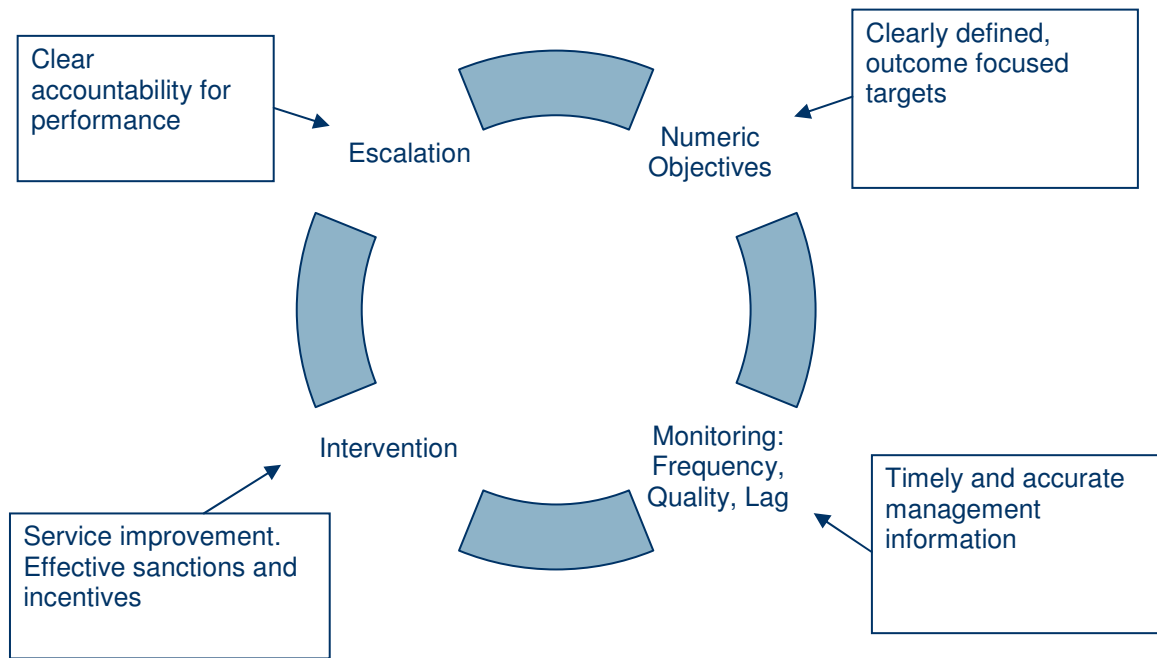 Clear
accountability for
performance
Clearly defined,
outcome focused
targets
Escalation
Numeric
Objectives
Intervention
Monitoring:
Frequency,
Quality, Lag
Service improvement.
Effective sanctions and
incentives
Timely and accurate
management
information